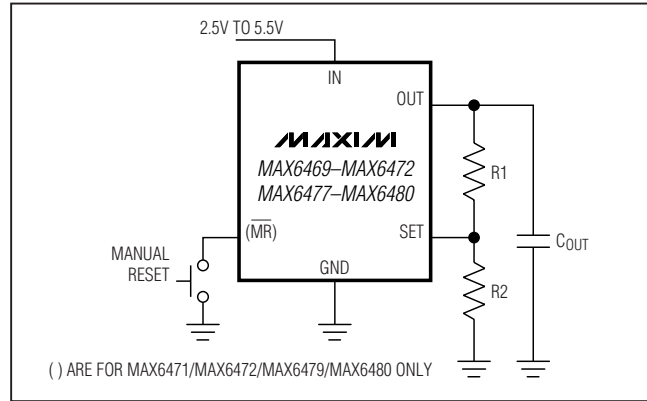 2.5V TO 5.5V
IN
OUT
MAXIM
MAX6469–MAX6472
MAX6477–MAX6480
R1
(M̅R̅)
SET
COUT
MANUAL
RESET
GND
R2
( ) ARE FOR MAX6471/MAX6472/MAX6479/MAX6480 ONLY